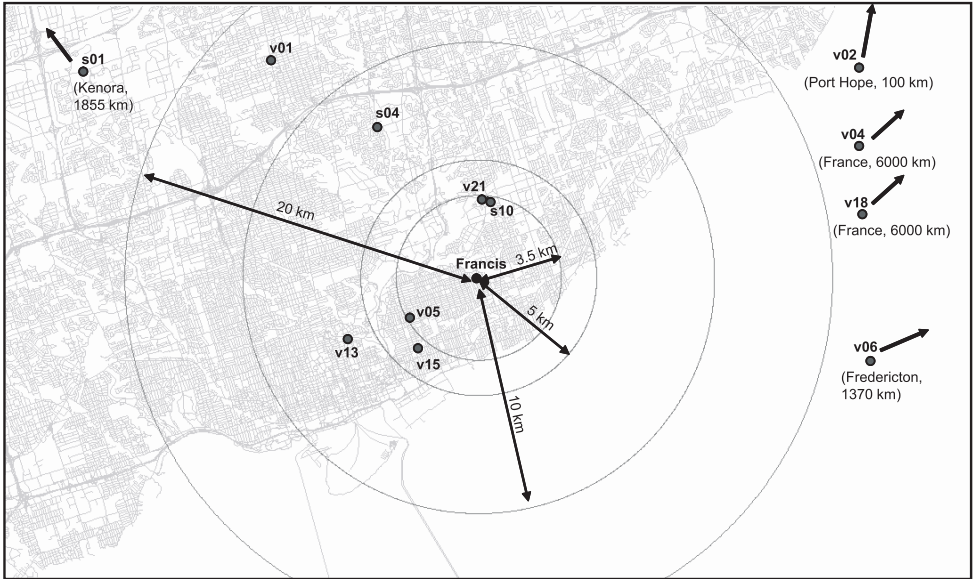 s01
(Kenora,
1855 km)
v01
v02
(Port Hope, 100 km)
s04
v04
(France, 6000 km)
v21
s10
v18
(France, 6000 km)
20 km
Francis
3.5 km
5 km
v05
v13
v15
10 km
v06
(Fredericton,
1370 km)